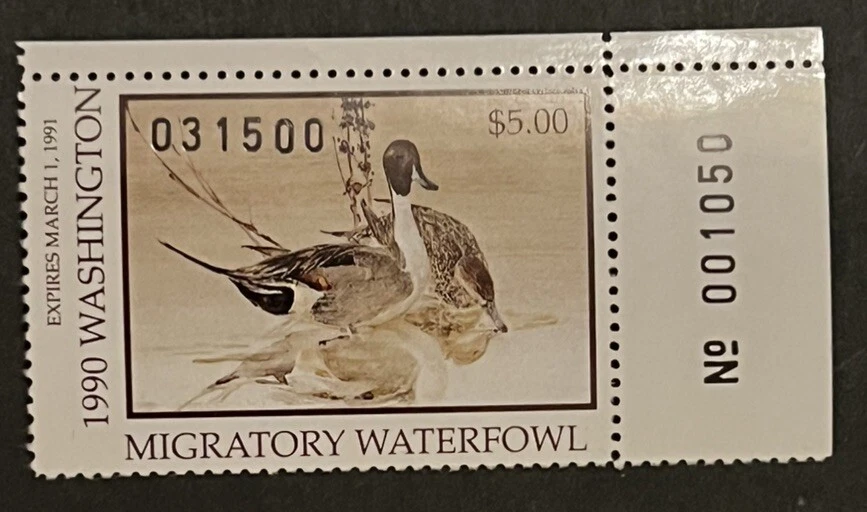 EXPIRES MARCH 1, 1991
1990 WASHINGTON
031500
$5.00
MIGRATORY WATERFOWL
Nº 001050